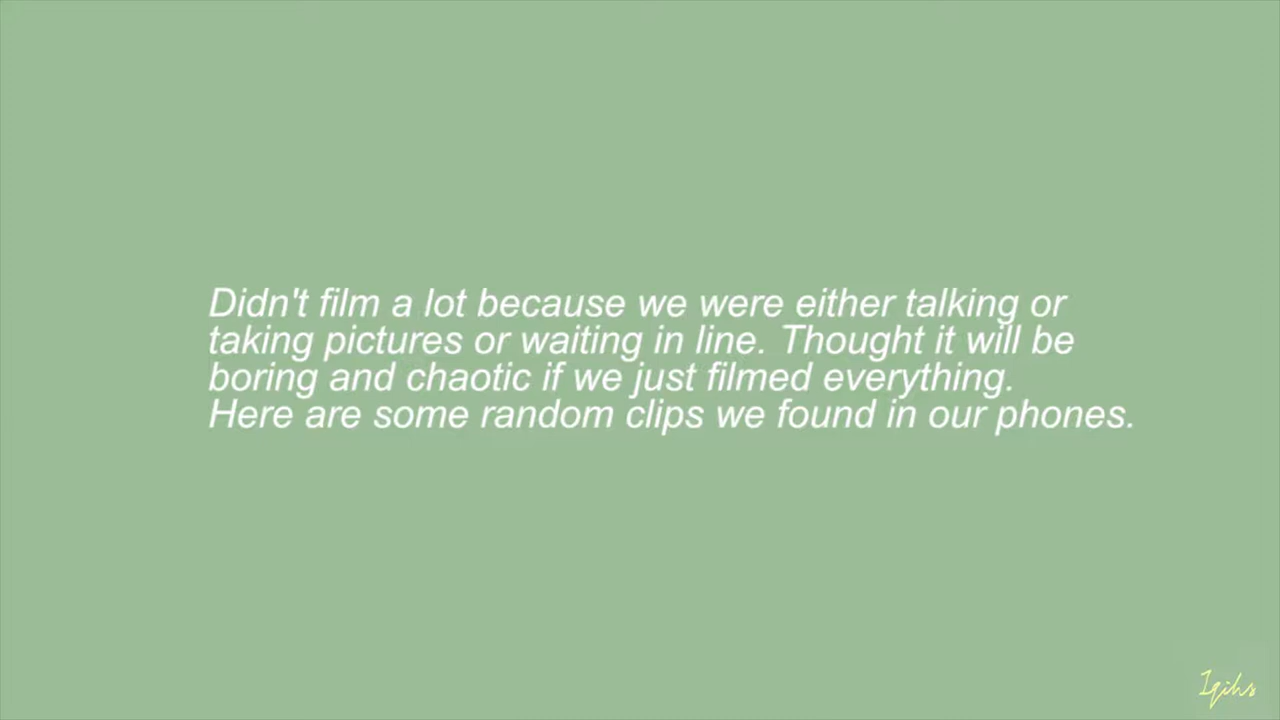 Didn't film a lot because we were either talking or
taking pictures or waiting in line. Thought it will be
boring and chaotic if we just filmed everything.
Here are some random clips we found in our phones.